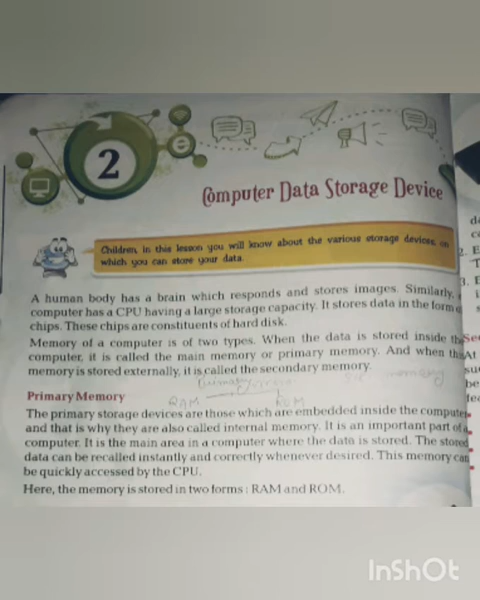 2
e
Computer Data Storage Device
Children, in this lesson you will know about the various storage devices, on
which you can store your data.
A human body has a brain which responds and stores images. Similarly,
computer has a CPU having a large storage capacity. It stores data in the form
chips. These chips are constituents of hard disk.
Memory of a computer is of two types. When the data is stored inside the
computer, it is called the main memory or primary memory. And when the
memory is stored externally, it is called the secondary memory.
Primary
memory
RAM ROM
Primary Memory
The primary storage devices are those which are embedded inside the computer
and that is why they are also called internal memory. It is an important part of a
computer. It is the main area in a computer where the data is stored. The stored
data can be recalled instantly and correctly whenever desired. This memory can
be quickly accessed by the CPU.
Here, the memory is stored in two forms : RAM and ROM.
2. E
T
3. E
Se
At
su
be
InShOt